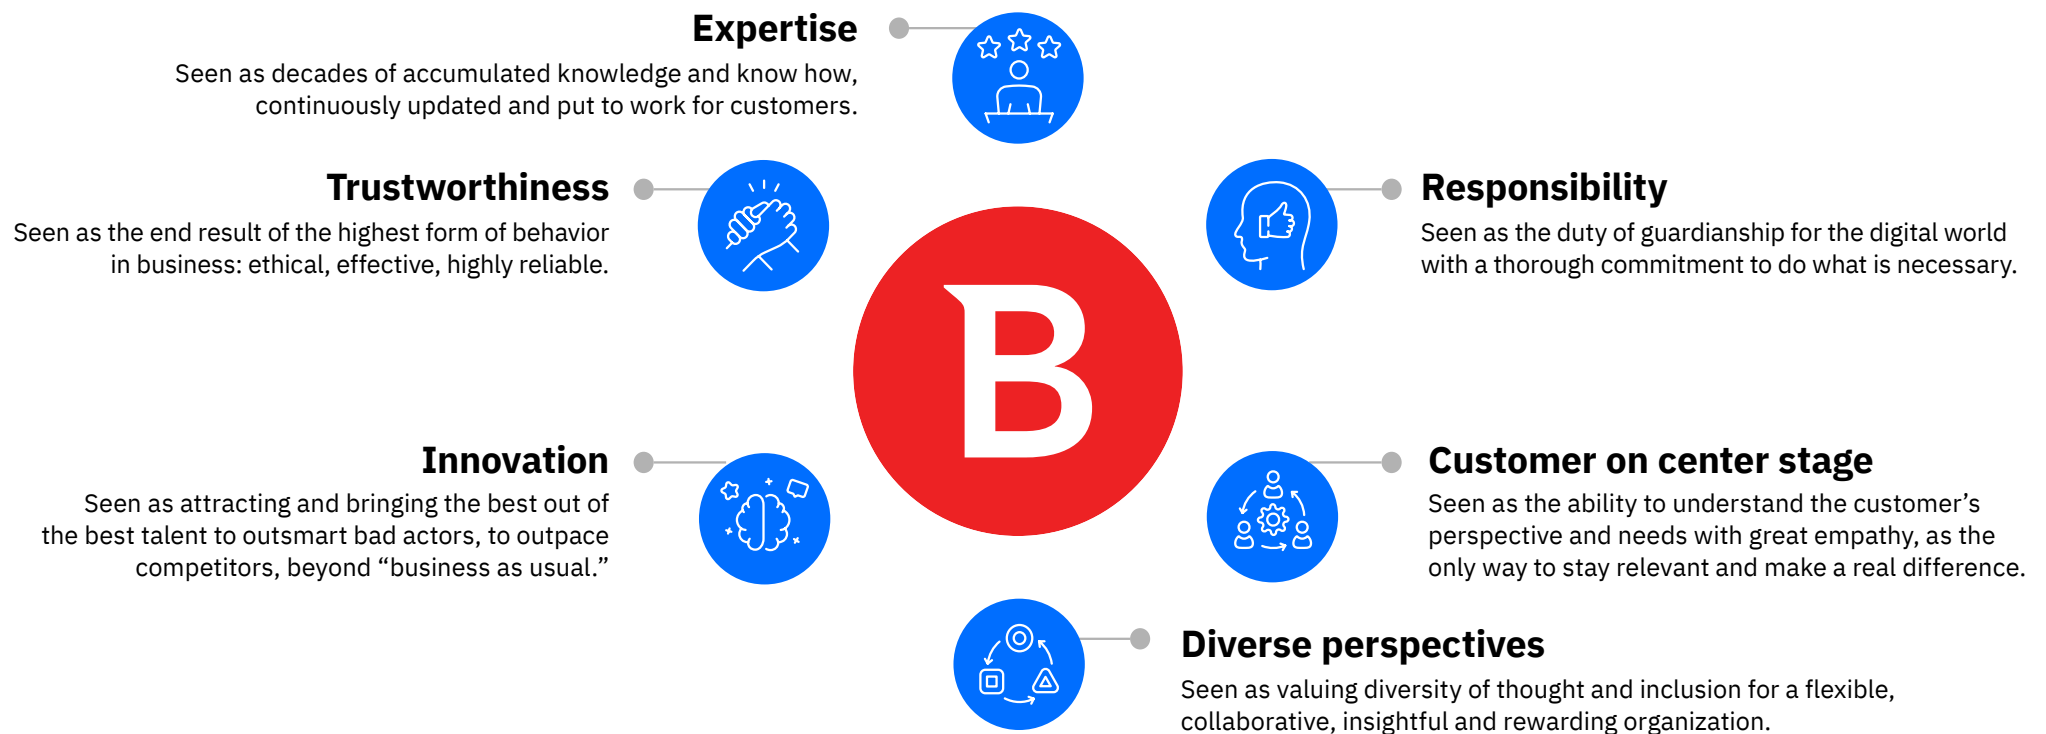 Expertise
Seen as decades of accumulated knowledge and know how,
continuously updated and put to work for customers.
Trustworthiness
Seen as the end result of the highest form of behavior
in business: ethical, effective, highly reliable.
Responsibility
Seen as the duty of guardianship for the digital world
with a thorough commitment to do what is necessary.
B
Innovation
Seen as attracting and bringing the best out of
the best talent to outsmart bad actors, to outpace
competitors, beyond “business as usual.”
Customer on center stage
Seen as the ability to understand the customer’s
perspective and needs with great empathy, as the
only way to stay relevant and make a real difference.
Diverse perspectives
Seen as valuing diversity of thought and inclusion for a flexible,
collaborative, insightful and rewarding organization.